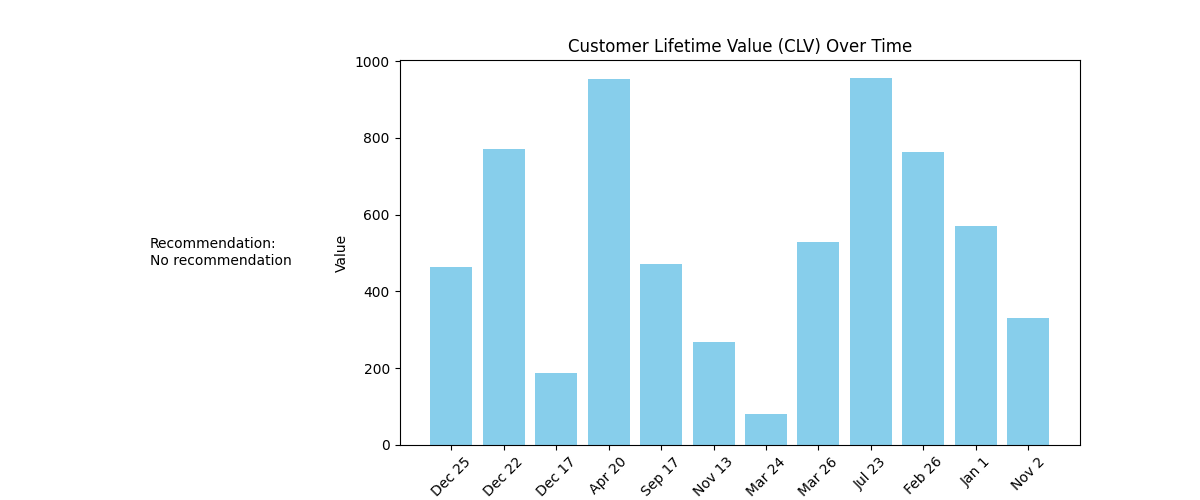 Customer Lifetime Value (CLV) Over Time
1000
800
600
400
200
0
Value
Recommendation:
No recommendation
Dec 25
Dec 22
Dec 17
Apr 20
Sep 17
Nov 13
Mar 24
Mar 26
Jul 23
Feb 26
Jan 1
Nov 2